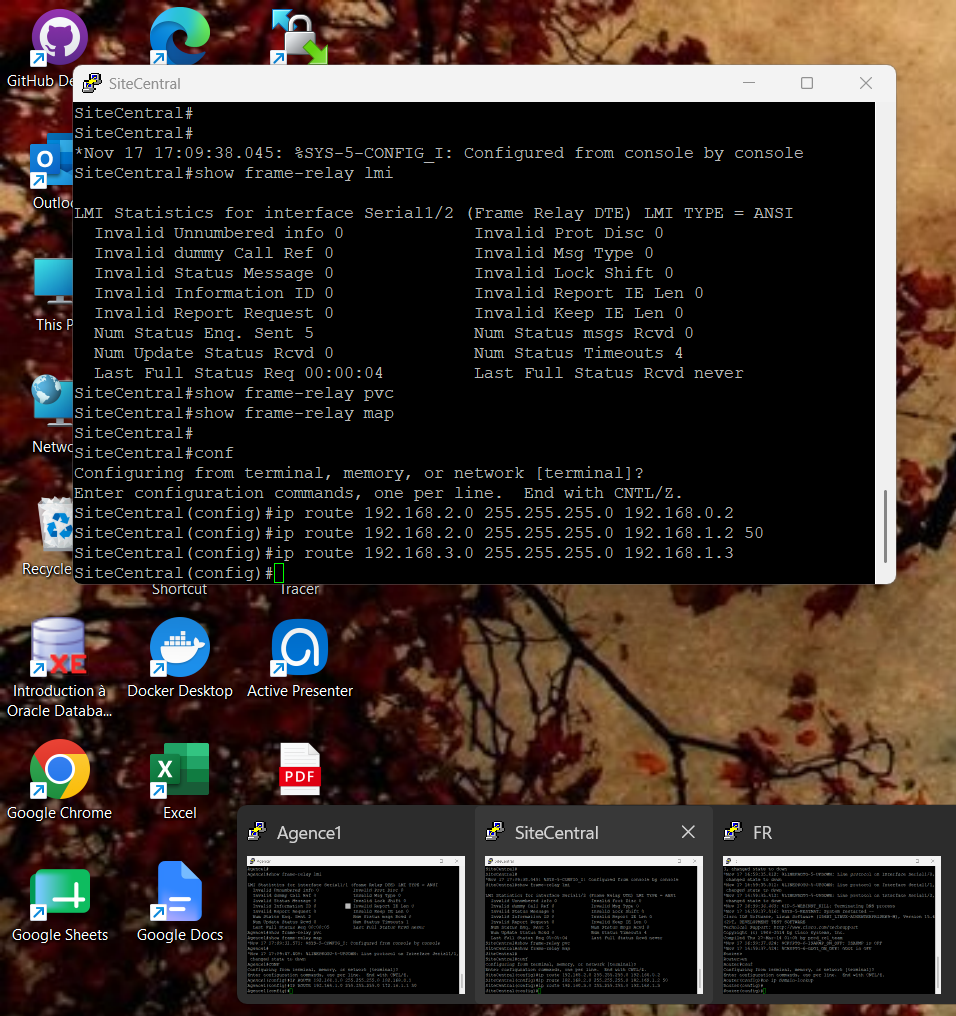 GitHub De
SiteCentral
SiteCentral#
SiteCentral#
*Nov 17 17:09:38.045: %SYS-5-CONFIG_I: Configured from console by console
SiteCentral#show frame-relay lmi
LMI Statistics for interface Serial1/2 (Frame Relay DTE) LMI TYPE = ANSI
Invalid Unnumbered info 0 Invalid Prot Disc 0
Invalid dummy Call Ref 0 Invalid Msg Type 0
Invalid Status Message 0 Invalid Lock Shift 0
Invalid Information ID 0 Invalid Report IE Len 0
Invalid Report Request 0 Invalid Keep IE Len 0
Num Status Enq. Sent 5 Num Status msgs Rcvd 0
Num Update Status Rcvd 0 Num Status Timeouts 4
Last Full Status Req 00:00:04 Last Full Status Rcvd never
SiteCentral#show frame-relay pvc
SiteCentral#show frame-relay map
SiteCentral#
SiteCentral#conf
Configuring from terminal, memory, or network [terminal]?
Enter configuration commands, one per line. End with CNTL/Z.
SiteCentral(config)#ip route 192.168.2.0 255.255.255.0 192.168.0.2
SiteCentral(config)#ip route 192.168.2.0 255.255.255.0 192.168.1.2 50
SiteCentral(config)#ip route 192.168.3.0 255.255.255.0 192.168.1.3
SiteCentral(config)#
Outlo
This P
Netwo
Recycle
Shortcut
Tracer
XE
Introduction à
Oracle Databa...
Docker Desktop
Active Presenter
PDF
Google Chrome
Excel
Google Sheets
Google Docs
Agence1
SiteCentral
FR